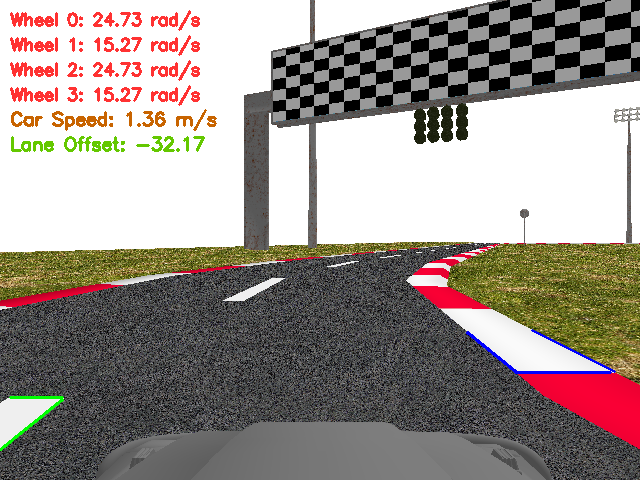 Wheel 0: 24.73 rad/s
Wheel 1: 15.27 rad/s
Wheel 2: 24.73 rad/s
Wheel 3: 15.27 rad/s
Car Speed: 1.36 m/s
Lane Offset: -32.17